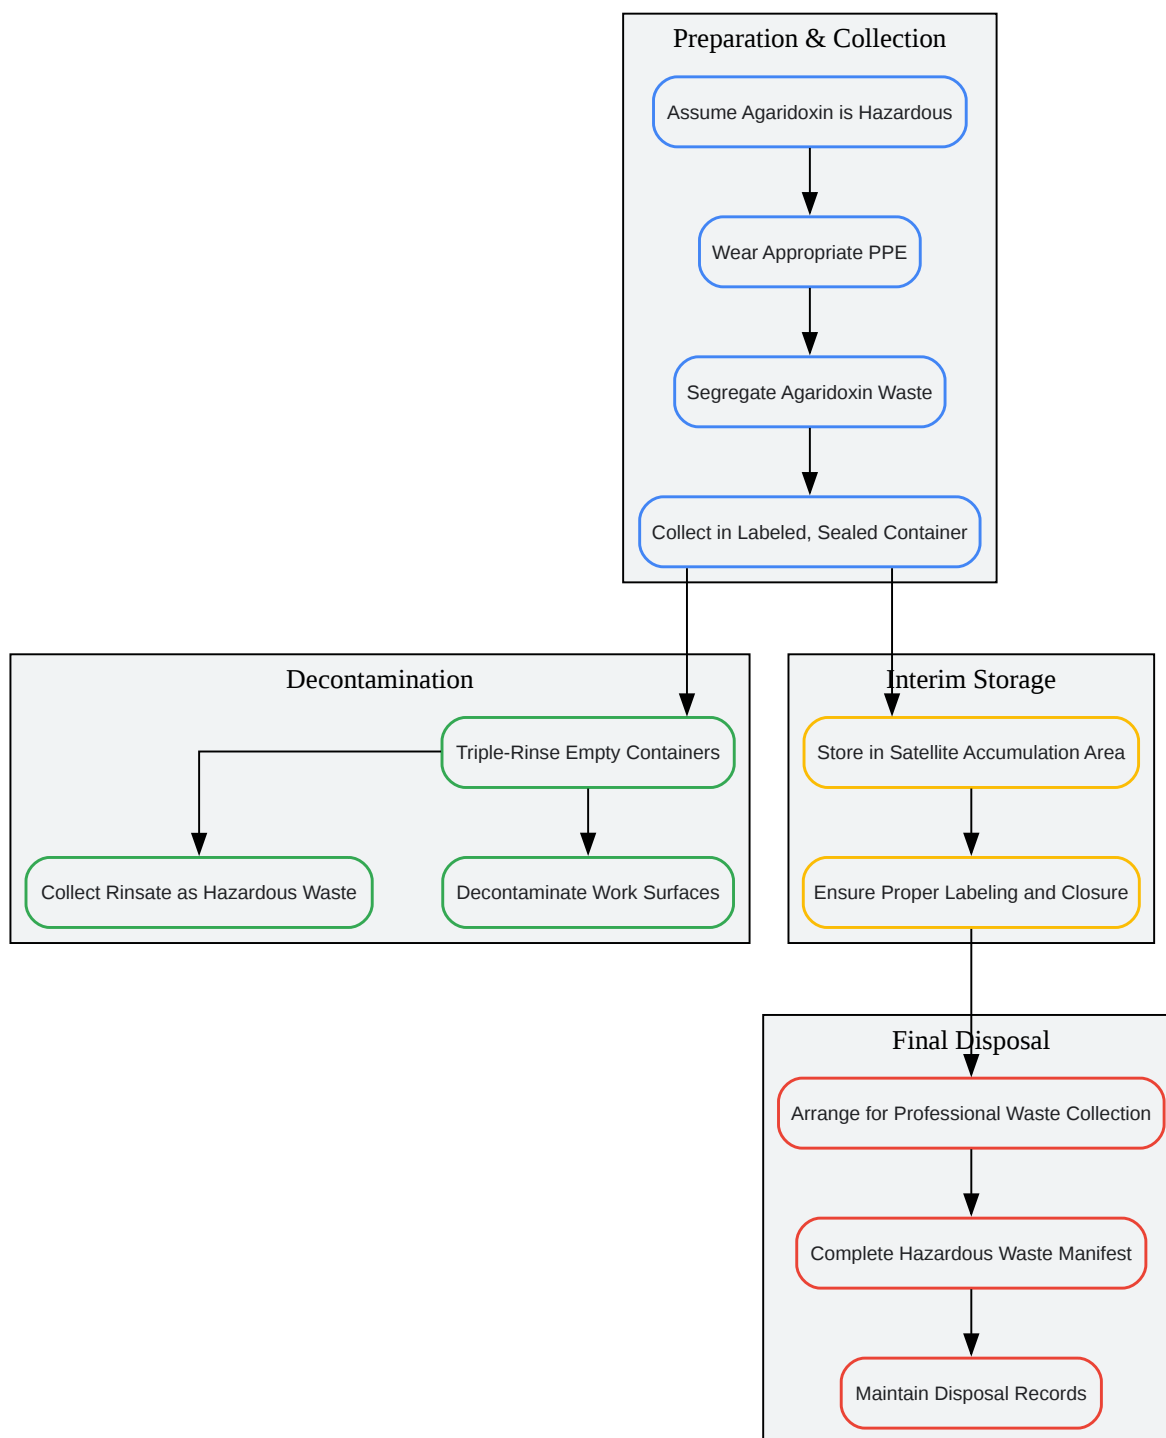 Preparation & Collection
Assume Agaridoxin is Hazardous
Wear Appropriate PPE
Segregate Agaridoxin Waste
Collect in Labeled, Sealed Container
Decontamination
Triple-Rinse Empty Containers
Collect Rinsate as Hazardous Waste
Decontaminate Work Surfaces
Interim Storage
Store in Satellite Accumulation Area
Ensure Proper Labeling and Closure
Final Disposal
Arrange for Professional Waste Collection
Complete Hazardous Waste Manifest
Maintain Disposal Records